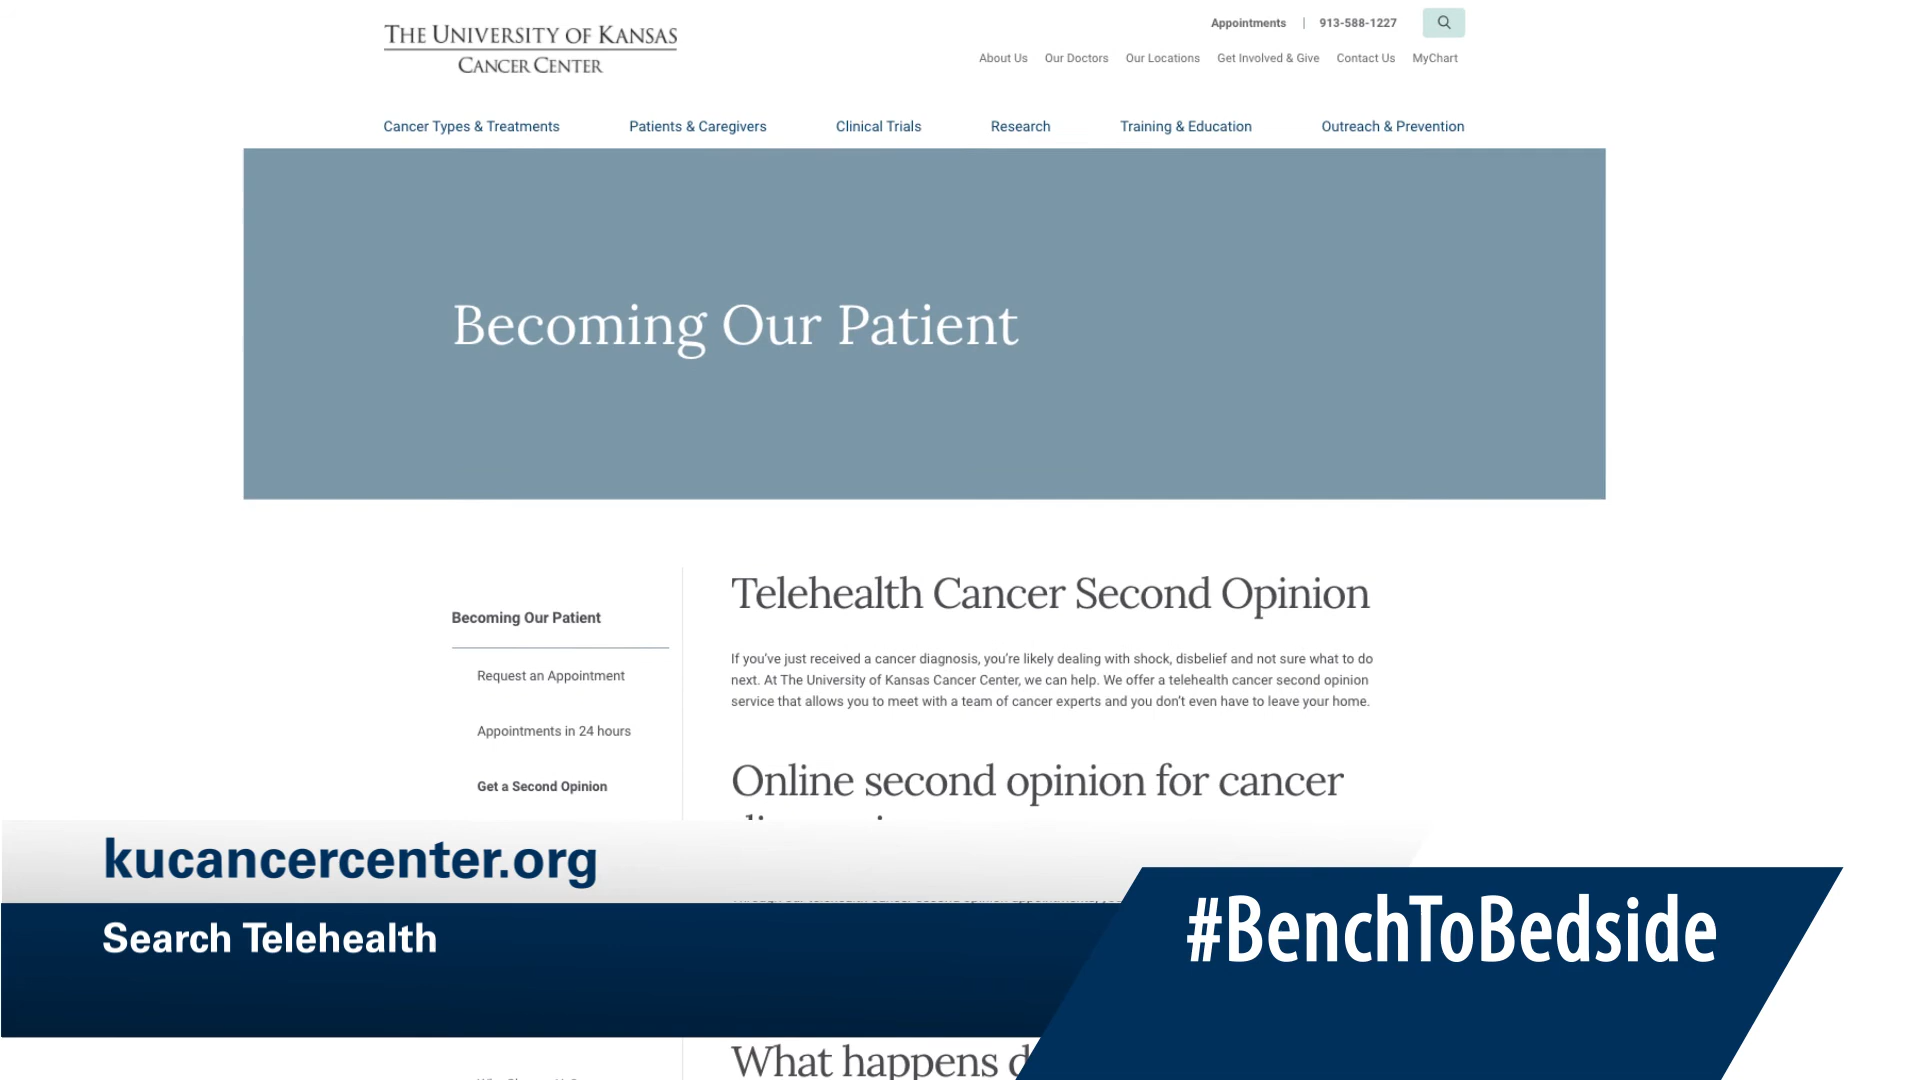 THE UNIVERSITY OF KANSAS
CANCER CENTER
Appointments | 913-588-1227
About Us Our Doctors Our Locations Get Involved & Give Contact Us MyChart
Cancer Types & Treatments Patients & Caregivers Clinical Trials Research Training & Education Outreach & Prevention
Becoming Our Patient
Becoming Our Patient
Request an Appointment
Appointments in 24 hours
Get a Second Opinion
Telehealth Cancer Second Opinion
If you've just received a cancer diagnosis, you're likely dealing with shock, disbelief and not sure what to do
next. At The University of Kansas Cancer Center, we can help. We offer a telehealth cancer second opinion
service that allows you to meet with a team of cancer experts and you don't even have to leave your home.
Online second opinion for cancer
kucancercenter.org
Search Telehealth
#BenchToBedside
What happens